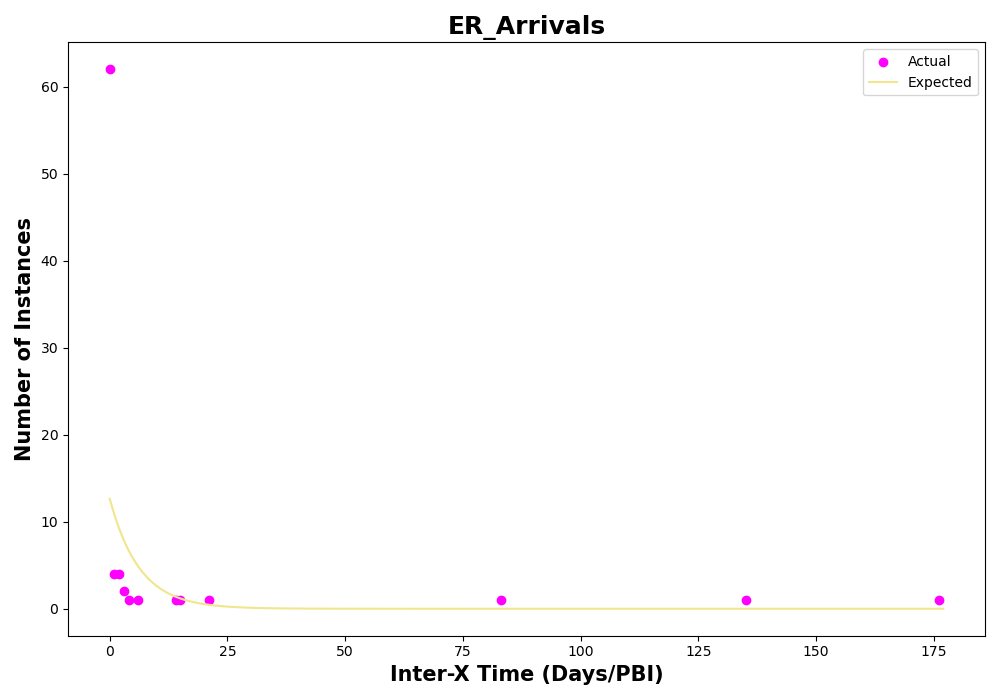 ER_Arrivals
Actual
Expected
Number of Instances
60
50
40
30
20
10
0
0 25 50 75 100 125 150 175
Inter-X Time (Days/PBI)